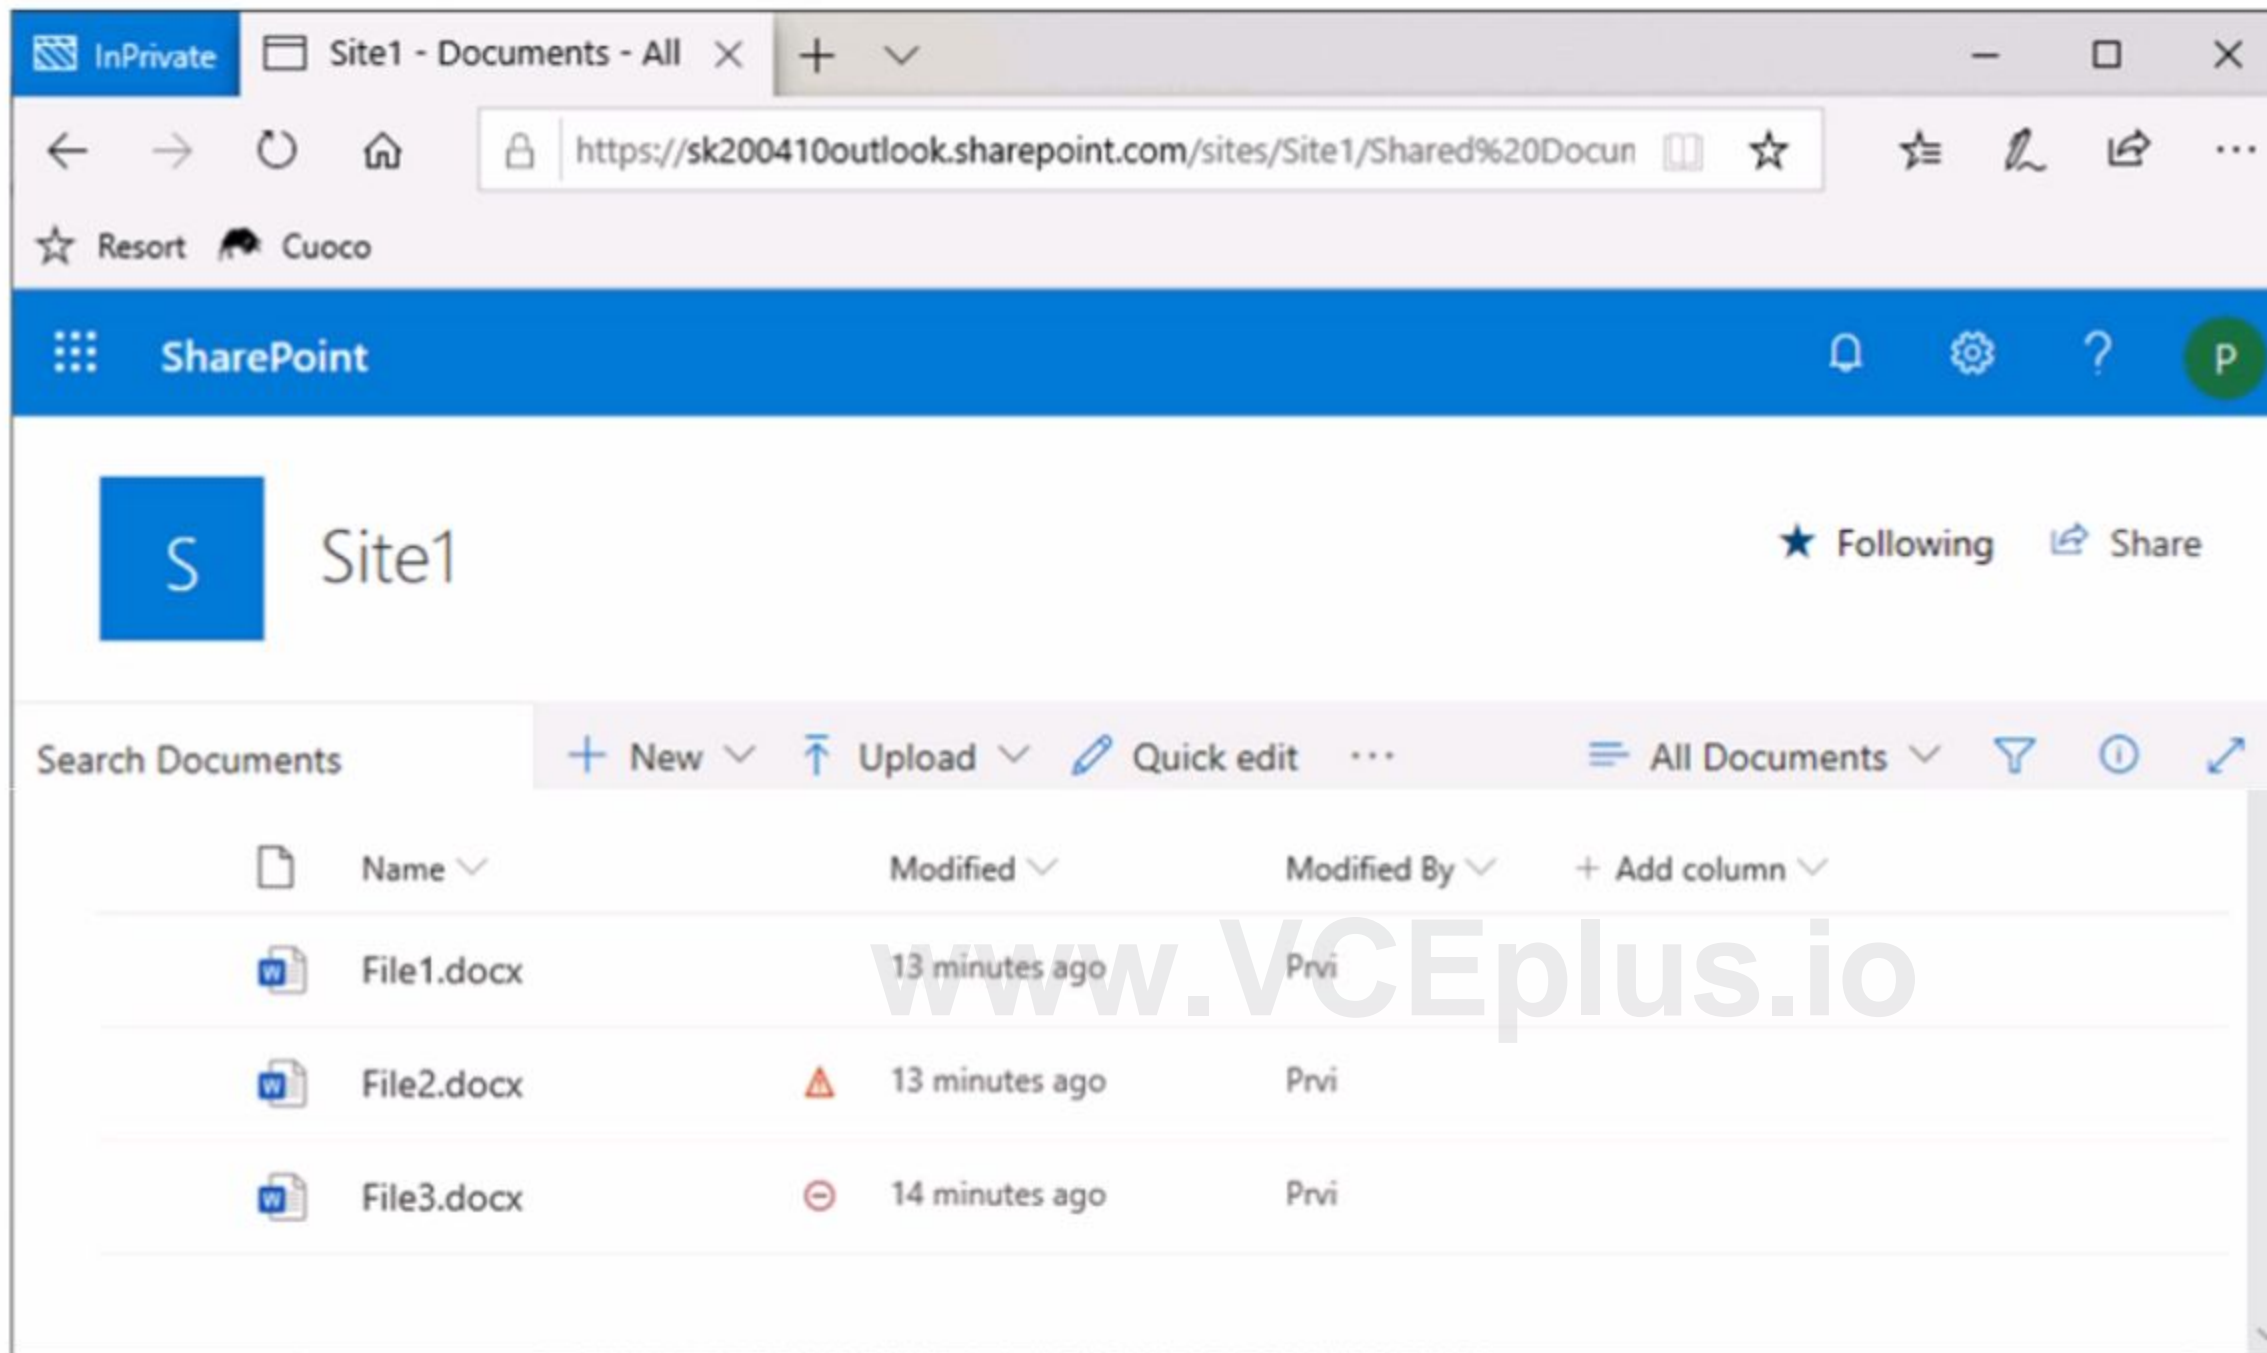 InPrivate Site1 - Documents - All
https://sk200410outlook.sharepoint.com/sites/Site1/Shared%20Docun
Resort Cuoco
SharePoint ? P
S Site1 Following Share
Search Documents New Upload Quick edit ... All Documents
Name Modified Modified By + Add column
www.VCEplus.io
File1.docx 13 minutes ago Prvi
File2.docx 13 minutes ago Prvi
File3.docx 14 minutes ago Prvi